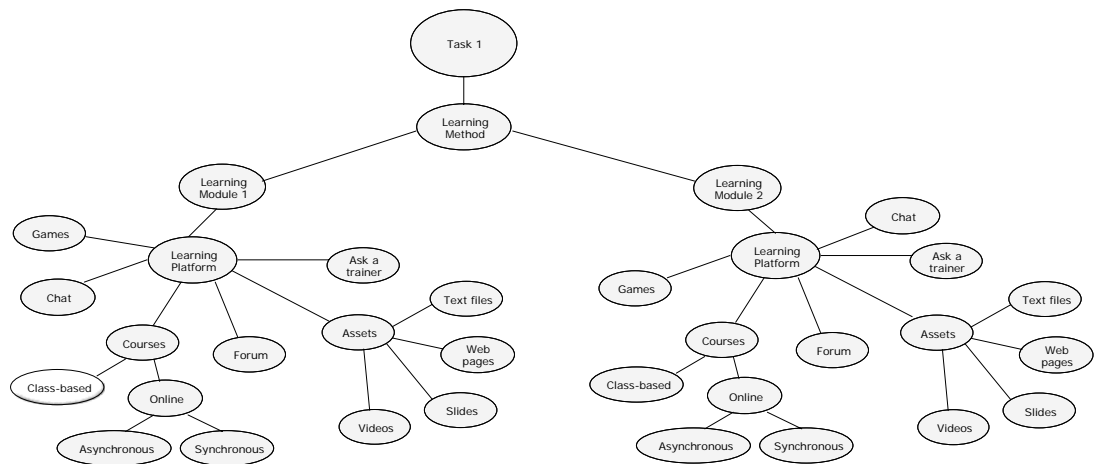 Task 1
Learning
Method
Learning
Module 1
Learning
Module 2
Games
Learning
Platform
Ask a
trainer
Chat
Text files
Courses
Forum
Assets
Web
pages
Class-based
Online
Slides
Videos
Asynchronous
Synchronous
Chat
Learning
Platform
Ask a
trainer
Games
Text files
Courses
Forum
Assets
Web
pages
Class-based
Online
Slides
Videos
Asynchronous
Synchronous